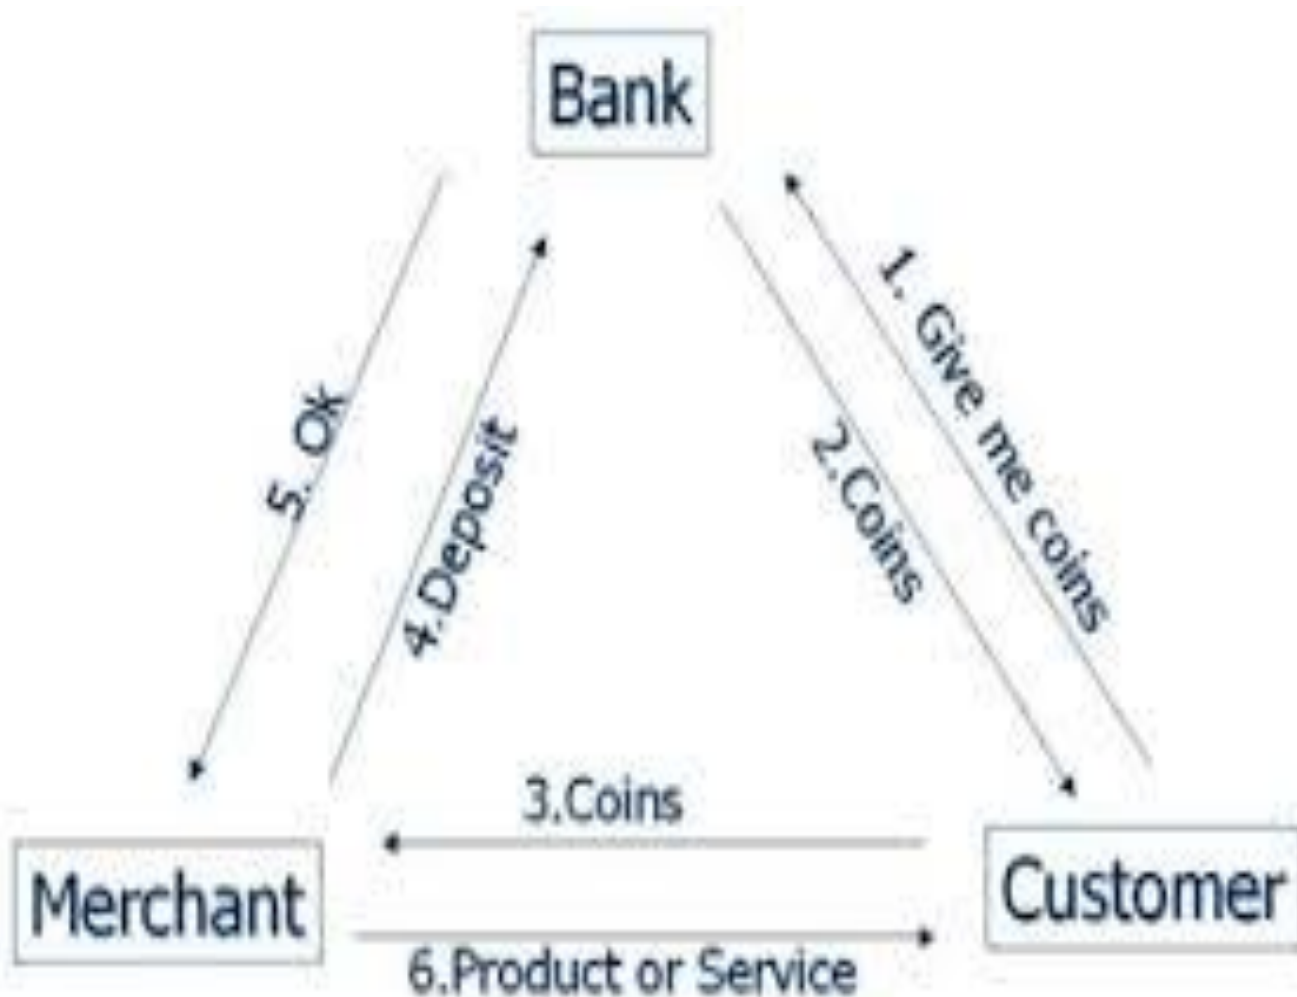 Bank
1. Give me coins
2.Coins
5. Ok
4.Deposit
3.Coins
Merchant
Customer
6.Product or Service